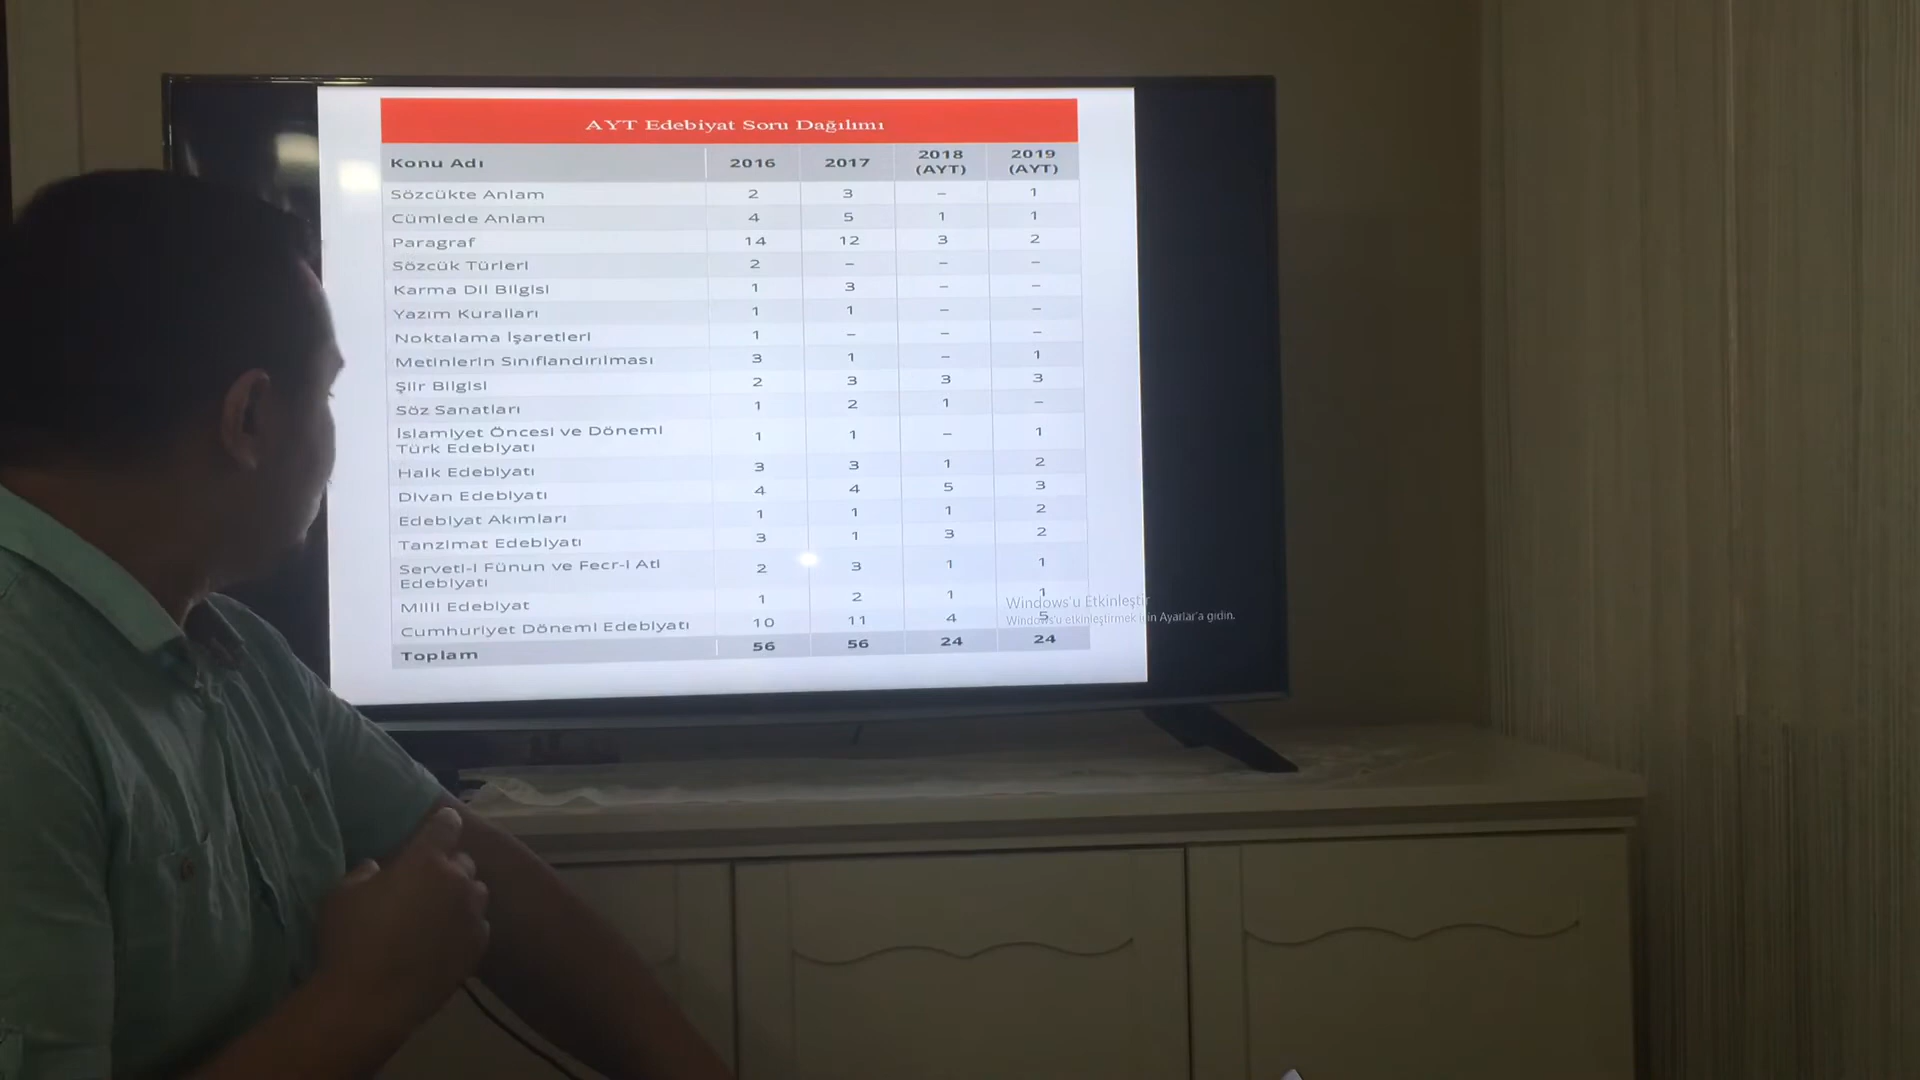 AYT Edebiyat Soru Dağılımı
Konu Adı 2016 2017 2018 (AYT) 2019 (AYT)
Sözcükte Anlam 2 3 – 1
Cümlede Anlam 4 5 1 1
Paragraf 14 12 3 2
Sözcük Türleri 2 – – –
Karma Dil Bilgisi 1 3 – –
Yazım Kuralları 1 1 – –
Noktalama İşaretleri 1 – – –
Metinlerin Sınıflandırılması 3 1 – 1
Şiir Bilgisi 2 3 3 3
Söz Sanatları 1 2 1 –
İslamiyet Öncesi ve Dönemi
Türk Edebiyatı 1 1 – 1
Halk Edebiyatı 3 3 1 2
Divan Edebiyatı 4 4 5 3
Edebiyat Akımları 1 1 1 2
Tanzimat Edebiyatı 3 1 3 2
Serveti-i Fünun ve Fecr-i Ati
Edebiyatı 2 3 1 1
Milli Edebiyat 1 2 1 1
Cumhuriyet Dönemi Edebiyatı 10 11 4 5
Toplam 56 56 24 24
Windows'u Etkinleştir
Windows'u etkinleştirmek için Ayarlar'a gidin.